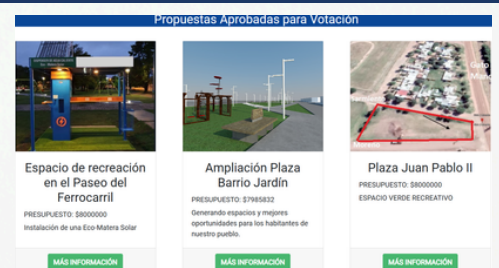 Propuestas Aprobadas para Votación
Espacio de recreación
en el Paseo del
Ferrocarril
PRESUPUESTO: $8000000
Instalación de una Eco-Matera Solar
MÁS INFORMACIÓN
Ampliación Plaza
Barrio Jardín
PRESUPUESTO: $7985832
Generando espacios y mejores
oportunidades para los habitantes de
nuestro pueblo.
MÁS INFORMACIÓN
Plaza Juan Pablo II
PRESUPUESTO: $8000000
ESPACIO VERDE RECREATIVO
MÁS INFORMACIÓN